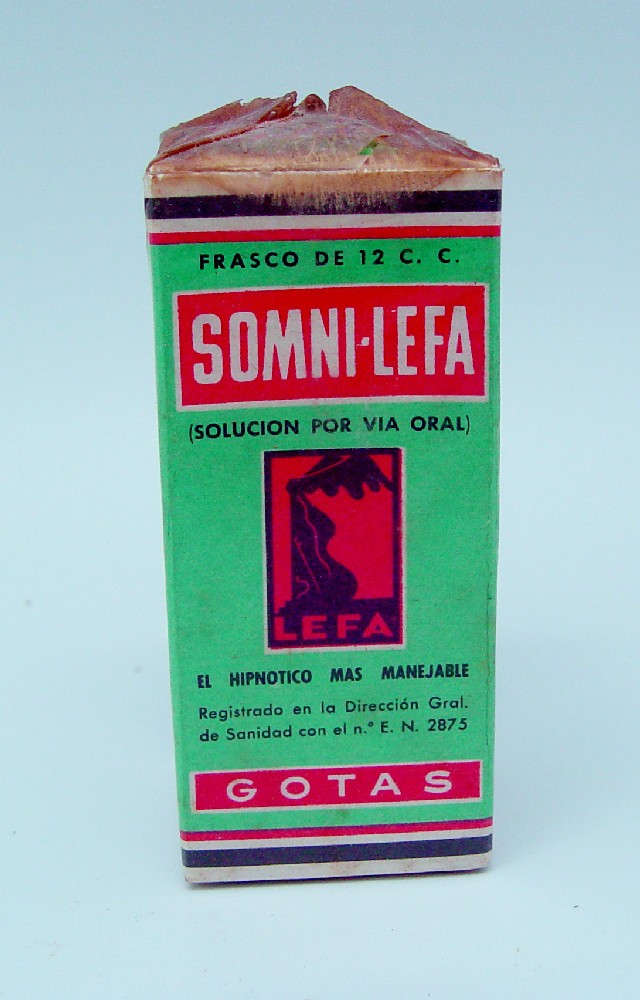 FRASCO DE 12 C. C.
SOMNI-LEFA
(SOLUCION POR VIA ORAL)
LEFA
EL HIPNOTICO MAS MANEJABLE
Registrado en la Dirección Gral.
de Sanidad con el n.º E. N. 2875
GOTAS